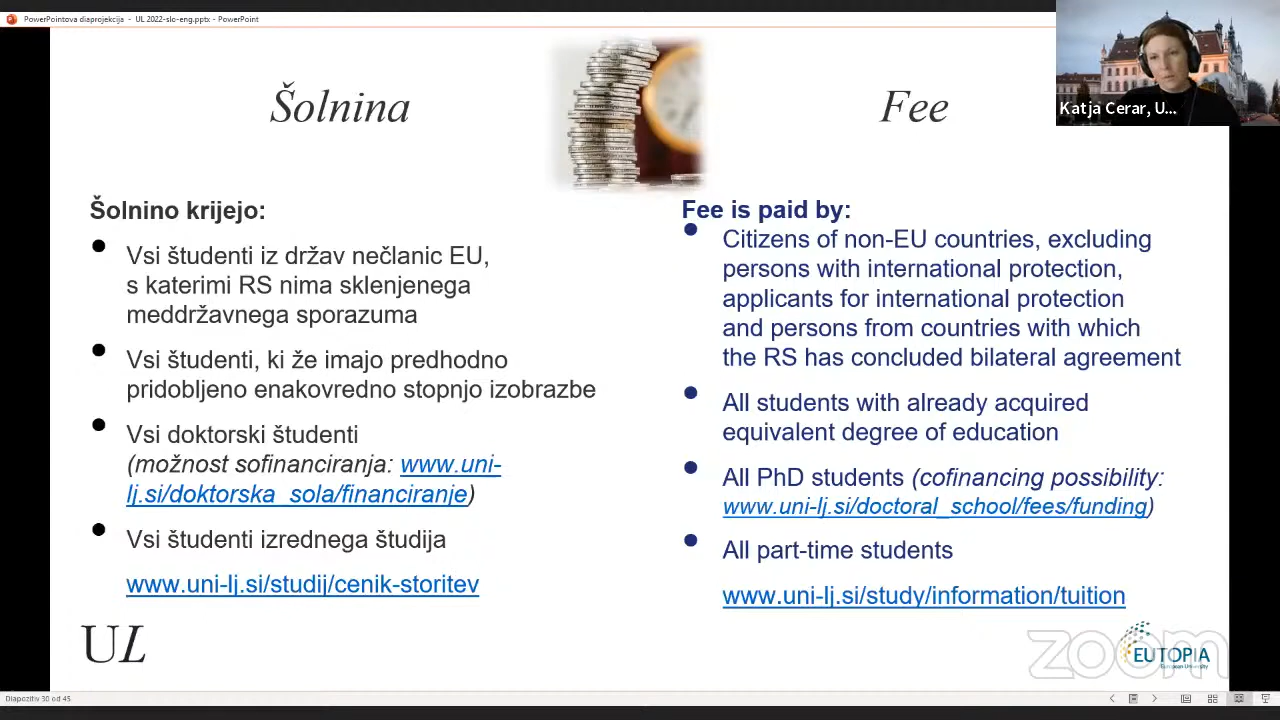 PowerPointova diaprojekcija - UL 2022-slo-eng.pptx - PowerPoint
Katja Cerar, U...
Šolnina
Šolnino krijejo:
Vsi študenti iz držav nečlanic EU,
s katerimi RS nima sklenjenega
meddržavnega sporazuma
Vsi študenti, ki že imajo predhodno
pridobljeno enakovredno stopnjo izobrazbe
Vsi doktorski študenti
(možnost sofinanciranja: www.uni-
lj.si/doktorska_sola/financiranje)
Vsi študenti izrednega študija
www.uni-lj.si/studij/cenik-storitev
UL
Fee
Fee is paid by:
Citizens of non-EU countries, excluding
persons with international protection,
applicants for international protection
and persons from countries with which
the RS has concluded bilateral agreement
All students with already acquired
equivalent degree of education
All PhD students (cofinancing possibility:
www.uni-lj.si/doctoral_school/fees/funding)
All part-time students
www.uni-lj.si/study/information/tuition
zoom
EUTOPIA
European University
Diapozitiv 30 od 45